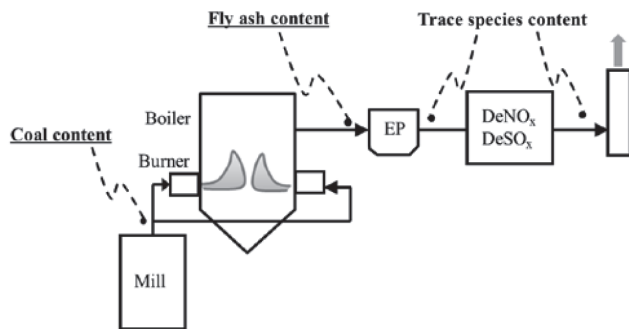 Fly ash content
Trace species content
Boiler
Coal content
Burner
EP
DeNOₓ
DeSOₓ
Mill